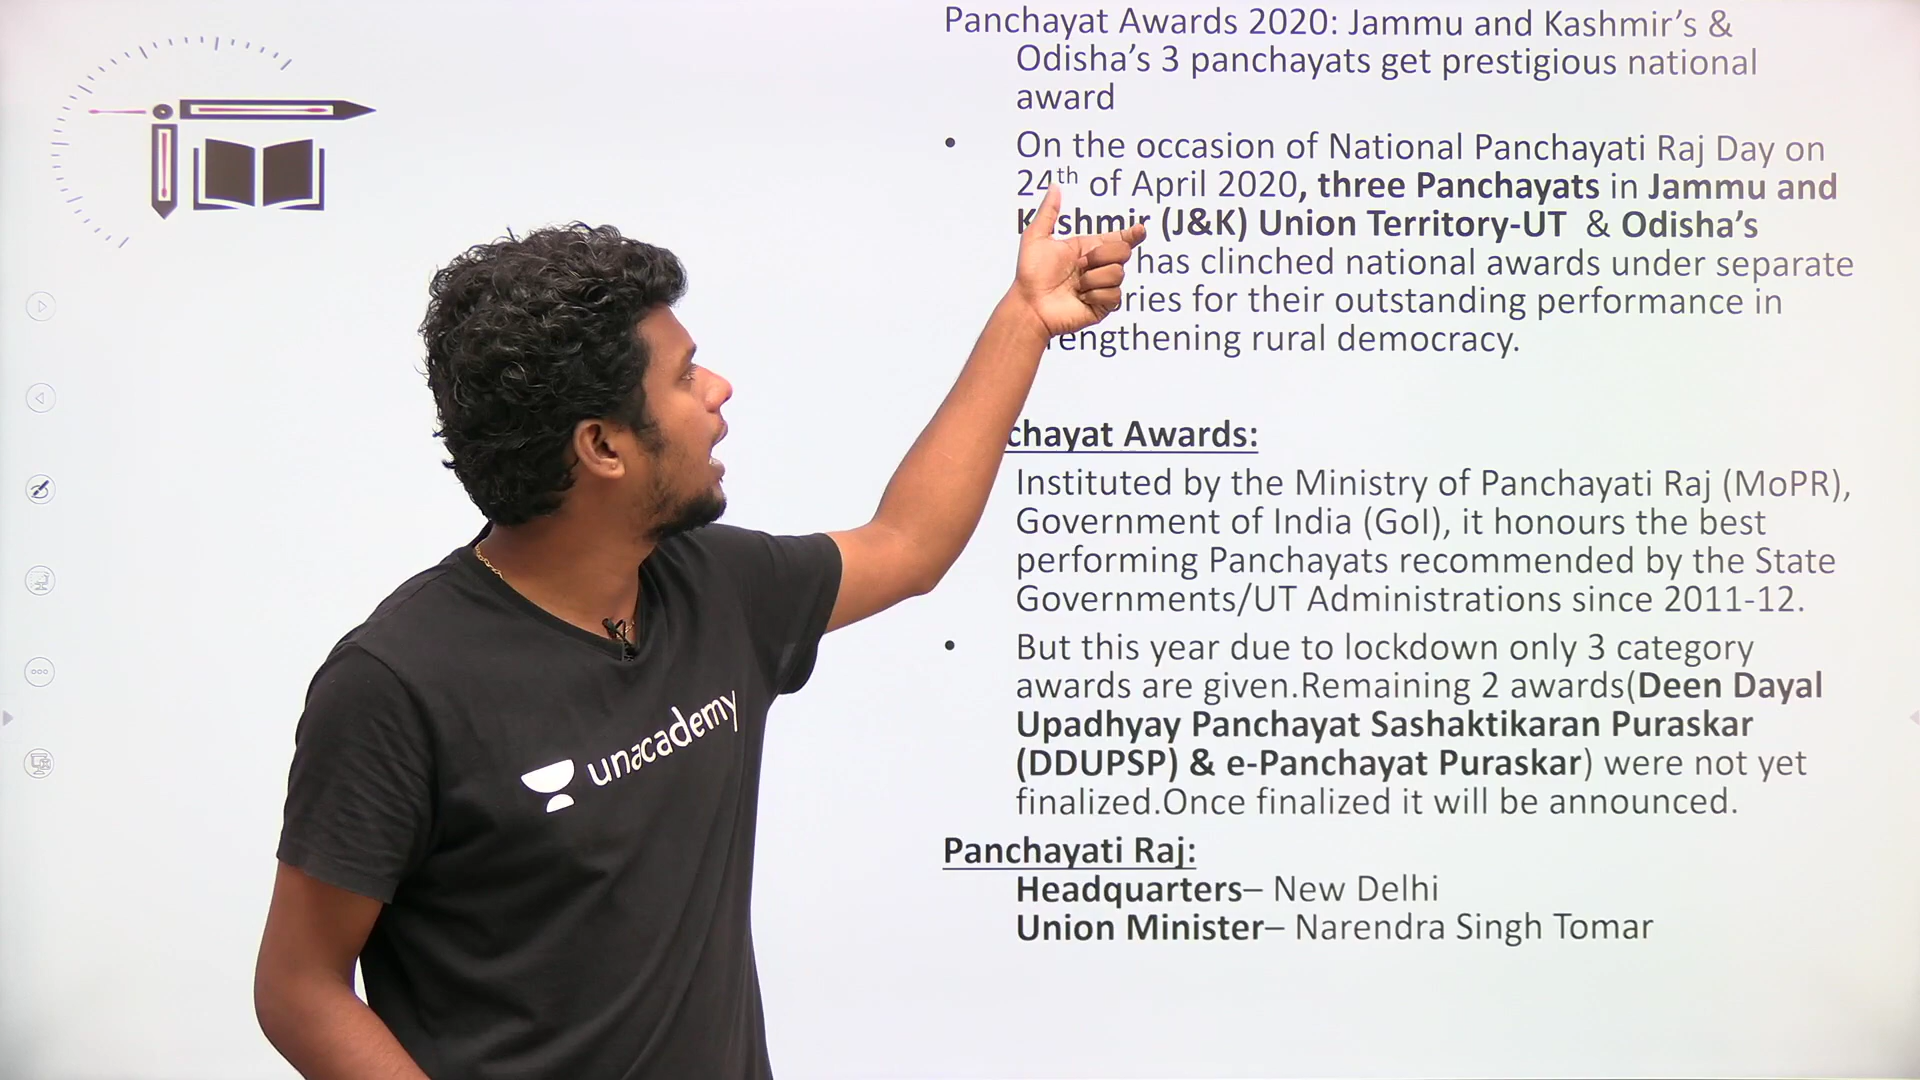 Panchayat Awards 2020: Jammu and Kashmir’s &
Odisha’s 3 panchayats get prestigious national
award
• On the occasion of National Panchayati Raj Day on
24th of April 2020, three Panchayats in Jammu and
Kashmir (J&K) Union Territory-UT & Odisha’s
has clinched national awards under separate
for their outstanding performance in
rengthening rural democracy.
chayat Awards:
Instituted by the Ministry of Panchayati Raj (MoPR),
Government of India (GoI), it honours the best
performing Panchayats recommended by the State
Governments/UT Administrations since 2011-12.
• But this year due to lockdown only 3 category
awards are given.Remaining 2 awards(Deen Dayal
Upadhyay Panchayat Sashaktikaran Puraskar
(DDUPSP) & e-Panchayat Puraskar) were not yet
finalized.Once finalized it will be announced.
Panchayati Raj:
Headquarters– New Delhi
Union Minister– Narendra Singh Tomar
unacademy